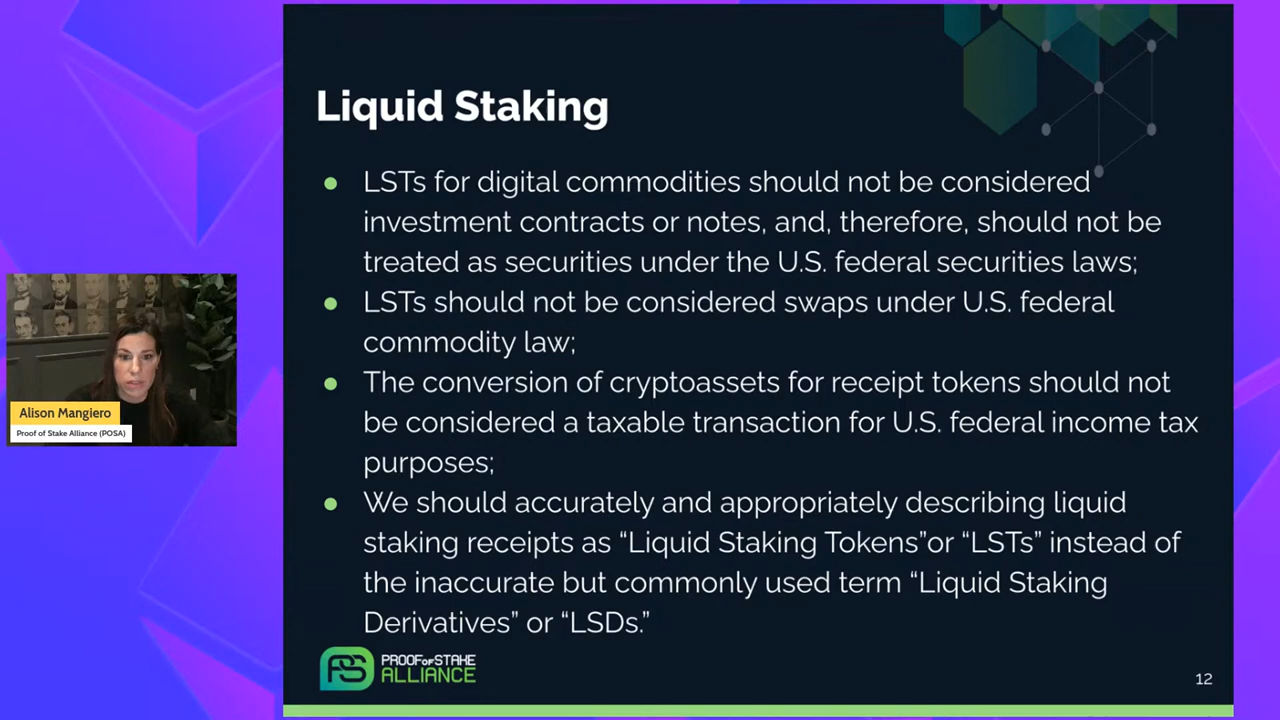 Liquid Staking
LSTs for digital commodities should not be considered
investment contracts or notes, and, therefore, should not be
treated as securities under the U.S. federal securities laws;
LSTs should not be considered swaps under U.S. federal
commodity law;
The conversion of cryptoassets for receipt tokens should not
be considered a taxable transaction for U.S. federal income tax
purposes;
We should accurately and appropriately describing liquid
staking receipts as “Liquid Staking Tokens”or “LSTs” instead of
the inaccurate but commonly used term “Liquid Staking
Derivatives” or “LSDs.”
PS
PROOF OF STAKE
ALLIANCE
12
Alison Mangiero
Proof of Stake Alliance (POSA)